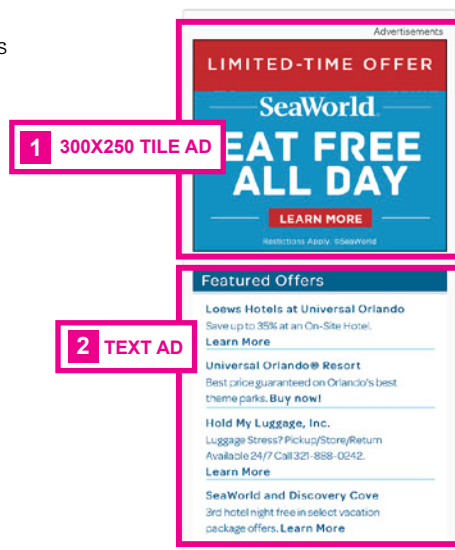 s
Advertisements
LIMITED-TIME OFFER
SeaWorld
1 300X250 TILE AD
EAT FREE
ALL DAY
LEARN MORE
Restrictions Apply. ©SeaWorld
Featured Offers
Loews Hotels at Universal Orlando
Save up to 35% at an On-Site Hotel.
Learn More
2 TEXT AD
Universal Orlando® Resort
Best price guaranteed on Orlando's best
theme parks. Buy now!
Hold My Luggage, Inc.
Luggage Stress? Pickup/Store/Return
Available 24/7 Call 321-888-0242.
Learn More
SeaWorld and Discovery Cove
3rd hotel night free in select vacation
package offers. Learn More